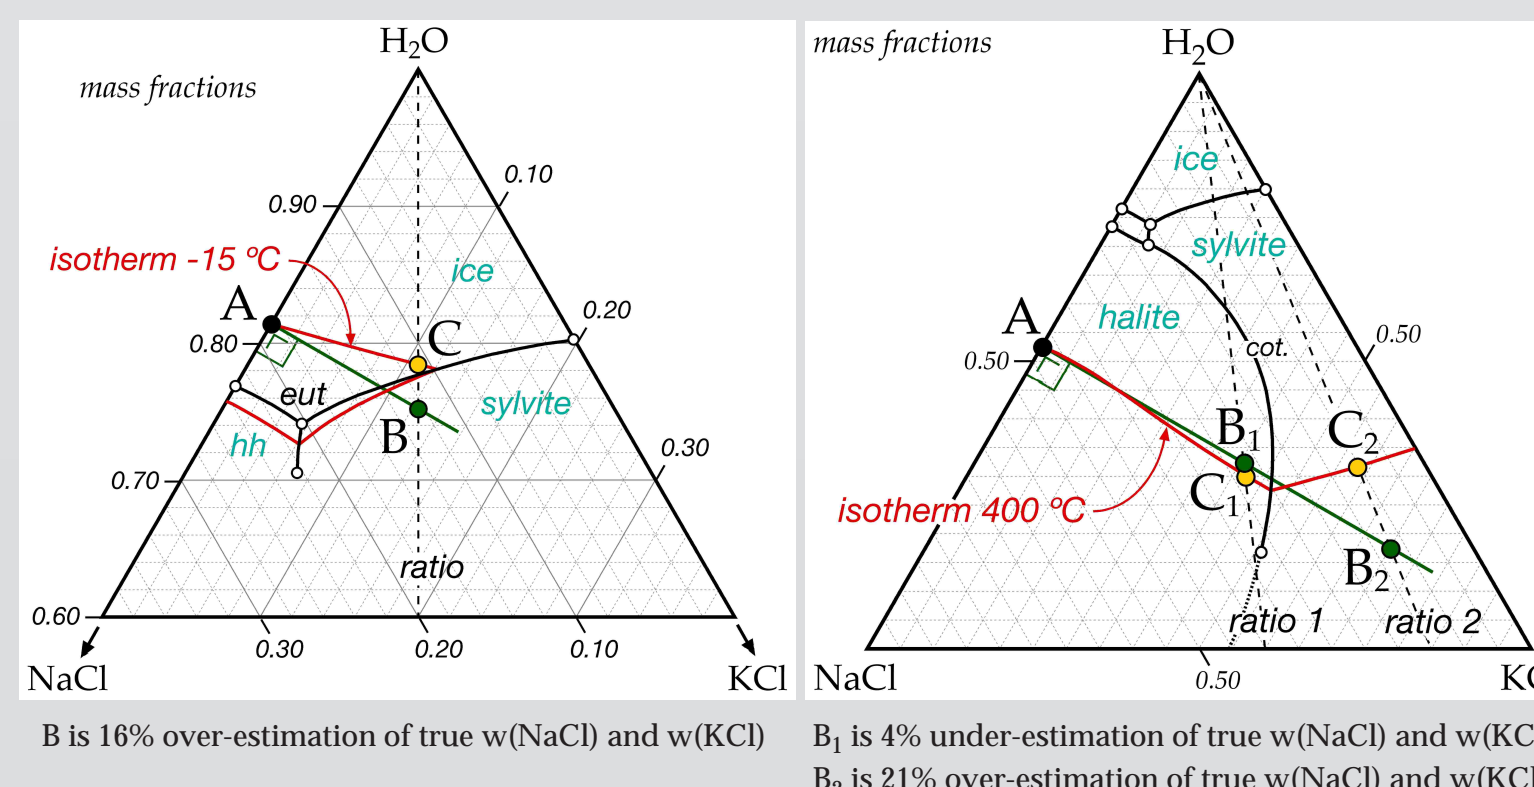 H₂O
mass fractions
0.10
0.90
isotherm -15 ºC
ice
A
0.20
C
0.80
eut
sylvite
B
hh
0.30
0.70
ratio
0.60
0.30
0.20
0.10
NaCl
KCl
B is 16% over-estimation of true w(NaCl) and w(KCl)
mass fractions
H₂O
ice
sylvite
A
halite
0.50
cot.
0.50
B₁
C₂
C₁
isotherm 400 ºC
B₂
ratio 1
ratio 2
NaCl
0.50
KC
B₁ is 4% under-estimation of true w(NaCl) and w(KC
B₂ is 21% over-estimation of true w(NaCl) and w(KCl